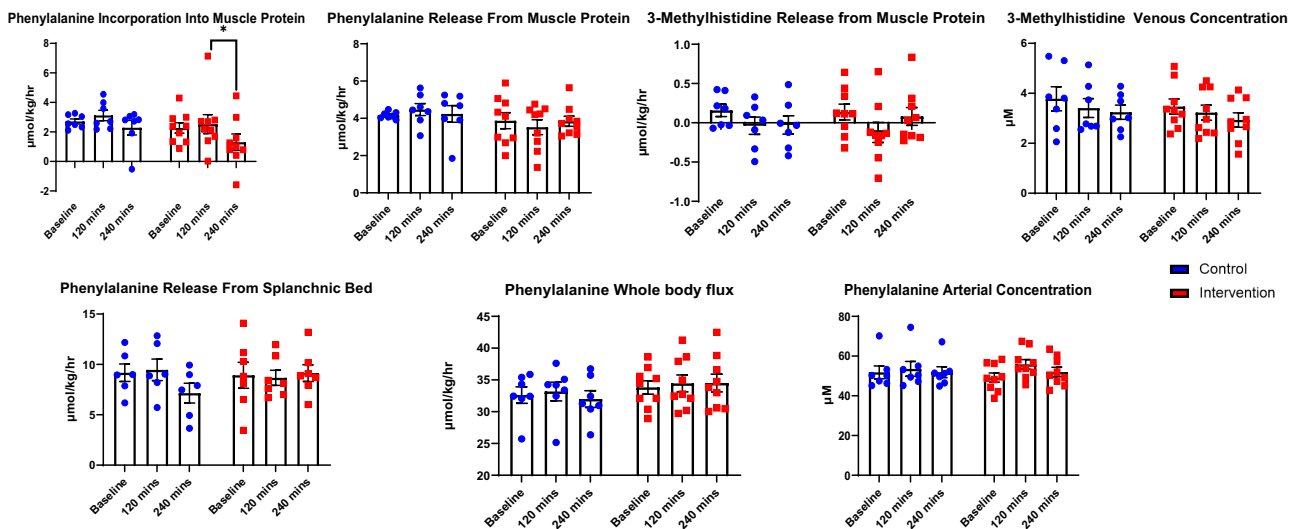 Phenylalanine Incorporation Into Muscle Protein
µmol/kg/hr
8
6
4
2
0
-2
*
Baseline
120 mins
240 mins
Baseline
120 mins
240 mins
Phenylalanine Release From Muscle Protein
µmol/kg/hr
8
6
4
2
0
Baseline
120 mins
240 mins
Baseline
120 mins
240 mins
3-Methylhistidine Release from Muscle Protein
µmol/kg/hr
1.0
0.5
0.0
-0.5
-1.0
Baseline
120 mins
240 mins
Baseline
120 mins
240 mins
3-Methylhistidine Venous Concentration
µM
6
4
2
0
Baseline
120 mins
240 mins
Baseline
120 mins
240 mins
Control
Intervention
Phenylalanine Release From Splanchnic Bed
µmol/kg/hr
15
10
5
0
Baseline
120 mins
240 mins
Baseline
120 mins
240 mins
Phenylalanine Whole body flux
µmol/kg/hr
45
40
35
30
25
20
Baseline
120 mins
240 mins
Baseline
120 mins
240 mins
Phenylalanine Arterial Concentration
µM
80
60
40
20
0
Baseline
120 mins
240 mins
Baseline
120 mins
240 mins